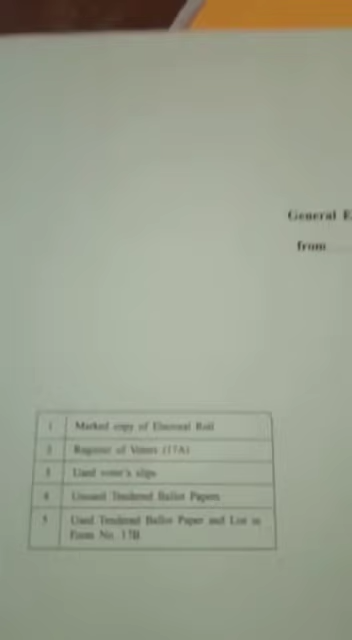 General E
from
1 Marked copy of Electoral Roll
2 Register of Voters (17A)
3 Used voter's slips
4 Unused Tendered Ballot Papers
5 Used Tendered Ballot Paper and List in
Form No. 17B